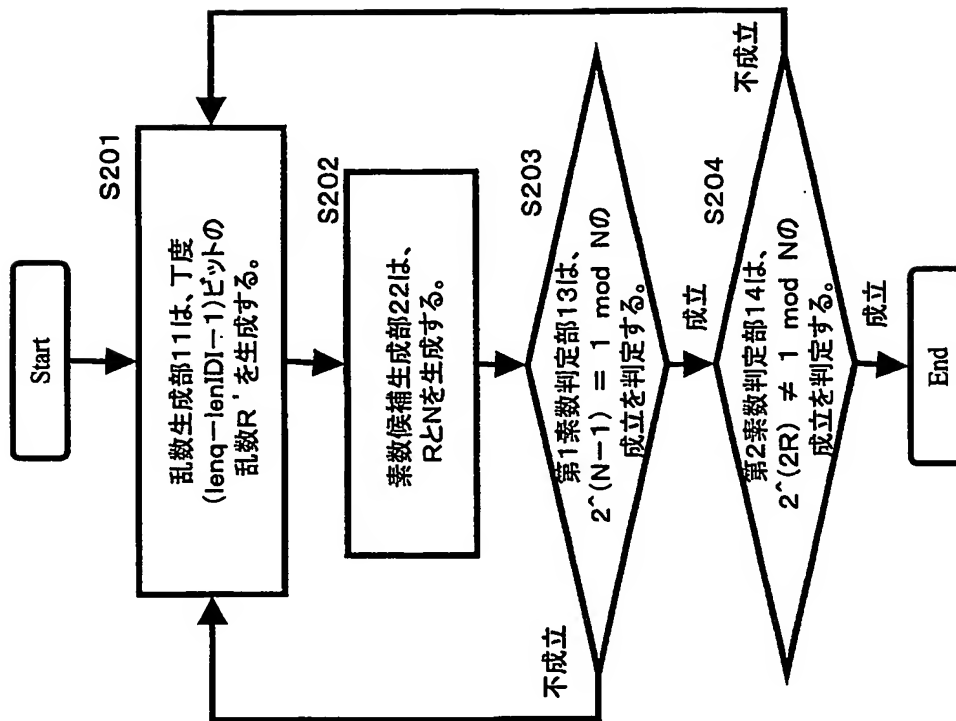 Start
S201
乱数生成部11は、丁度
(lenq－lenIDI－1)ビットの
乱数R'を生成する。
S202
素数候補生成部22は、
RとNを生成する。
S203
第1素数判定部13は、
2^(N－1) = 1 mod Nの
成立を判定する。
不成立
成立
S204
第2素数判定部14は、
2^(2R) ≠ 1 mod Nの
成立を判定する。
不成立
成立
End